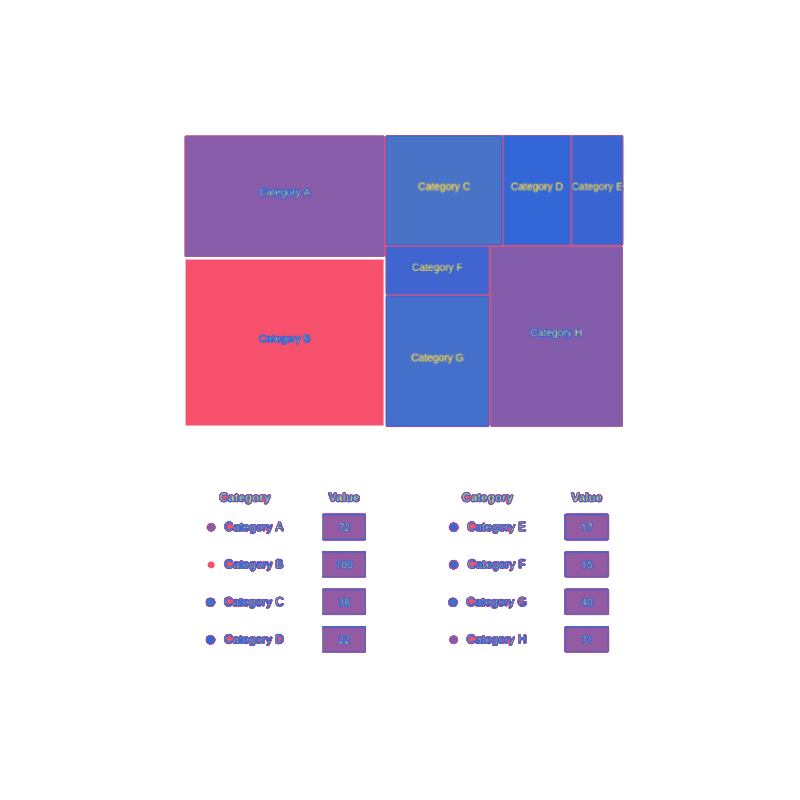 Category A
Category C
Category D
Category E
Category F
Category H
Category B
Category G
Category Value
Category A 72
Category B 100
Category C 38
Category D 22
Category Value
Category E 17
Category F 15
Category G 40
Category H 71